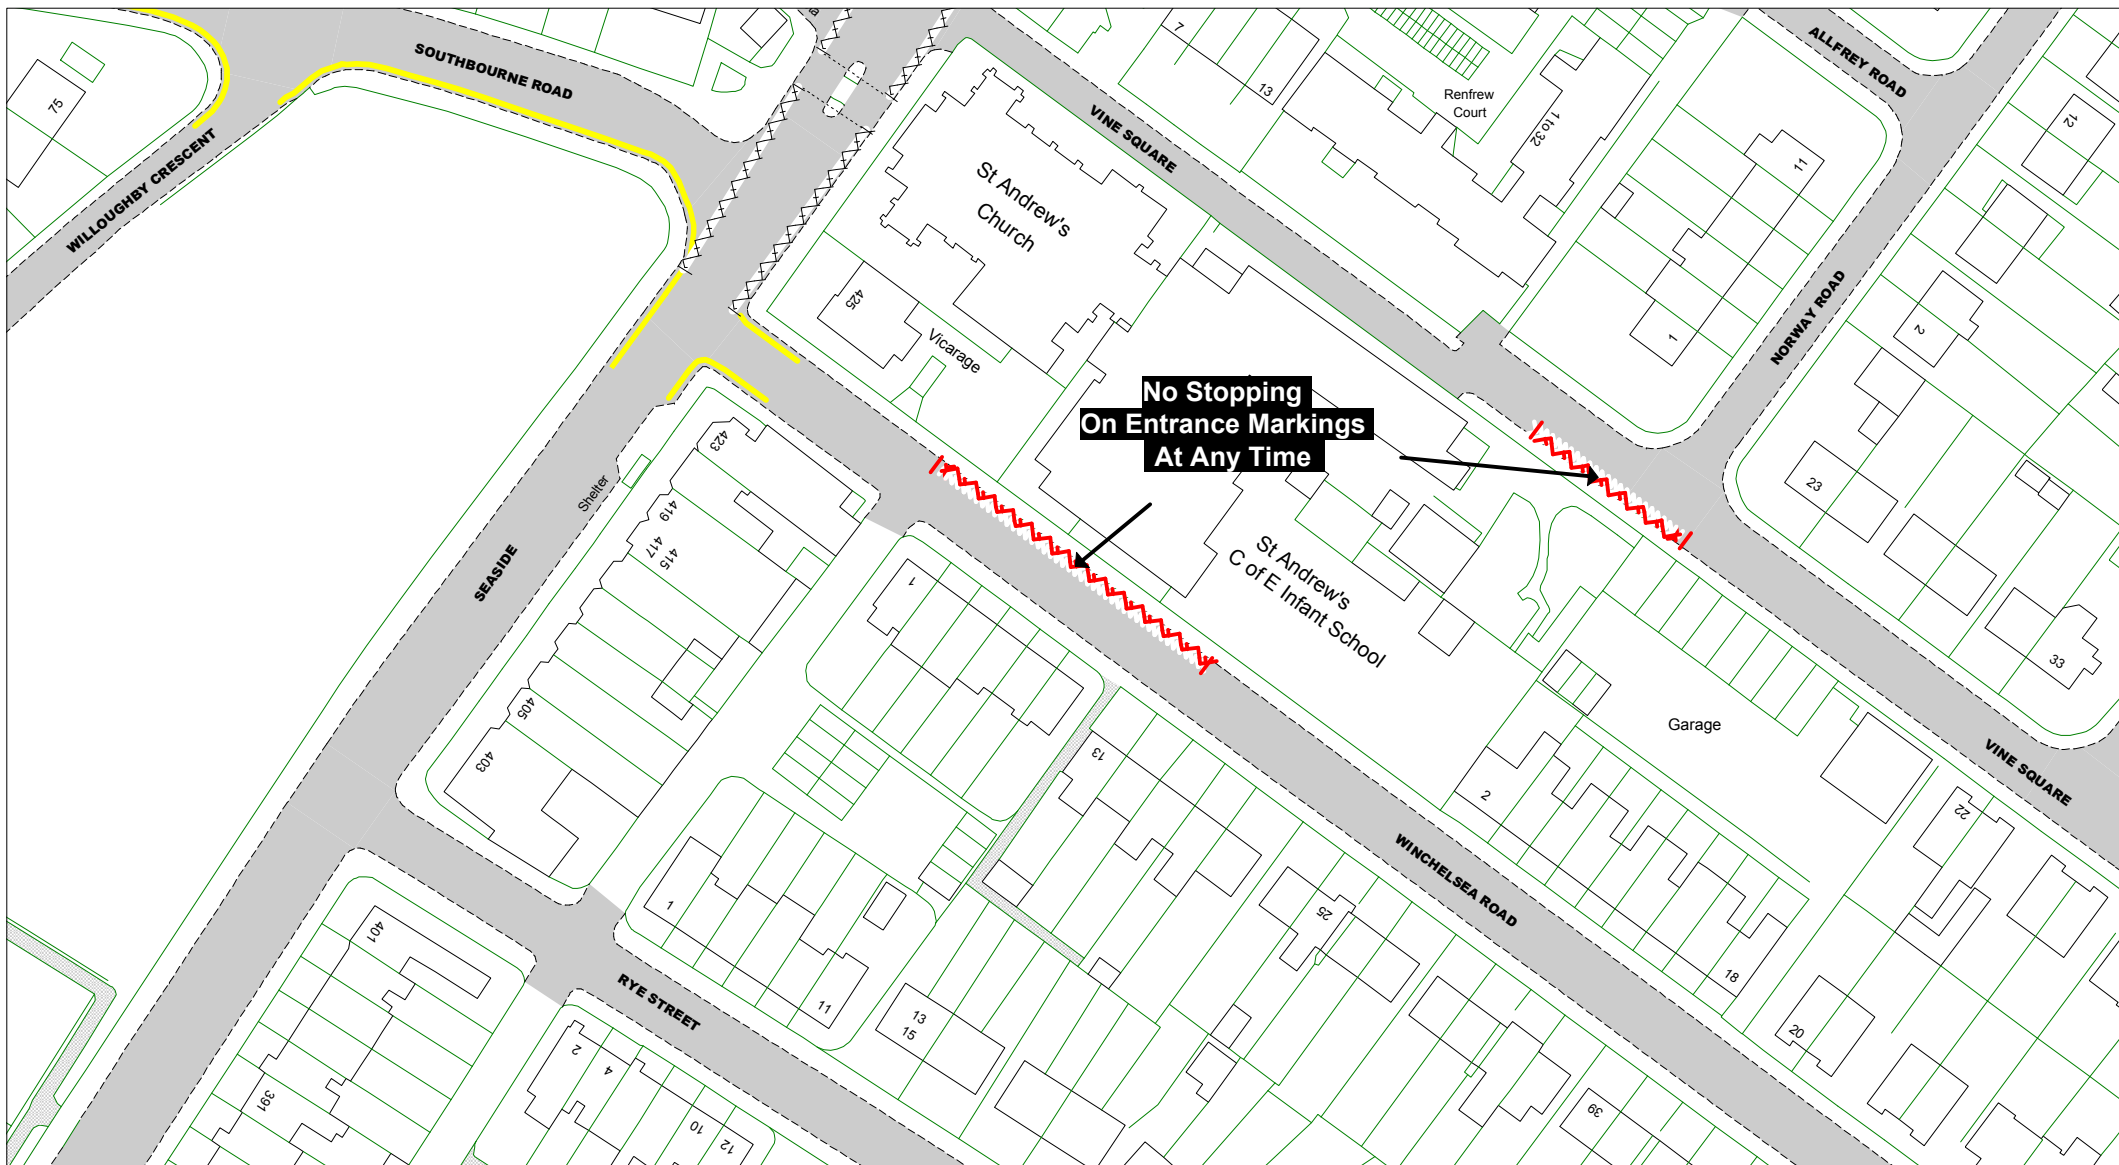 SOUTHBOURNE ROAD
75
WILLOUGHBY CRESCENT
7
13
VINE SQUARE
Renfrew
Court
1 to 32
ALLFREY ROAD
12
11
St Andrew's
Church
425
Vicarage
1
NORWAY ROAD
2
No Stopping
On Entrance Markings
At Any Time
423
Shelter
419
417
415
SEASIDE
405
403
1
St Andrew's
C of E Infant School
23
33
Garage
VINE SQUARE
13
2
22
WINCHELSEA ROAD
18
20
25
39
1
11
13
15
401
391
RYE STREET
2
4
10
12